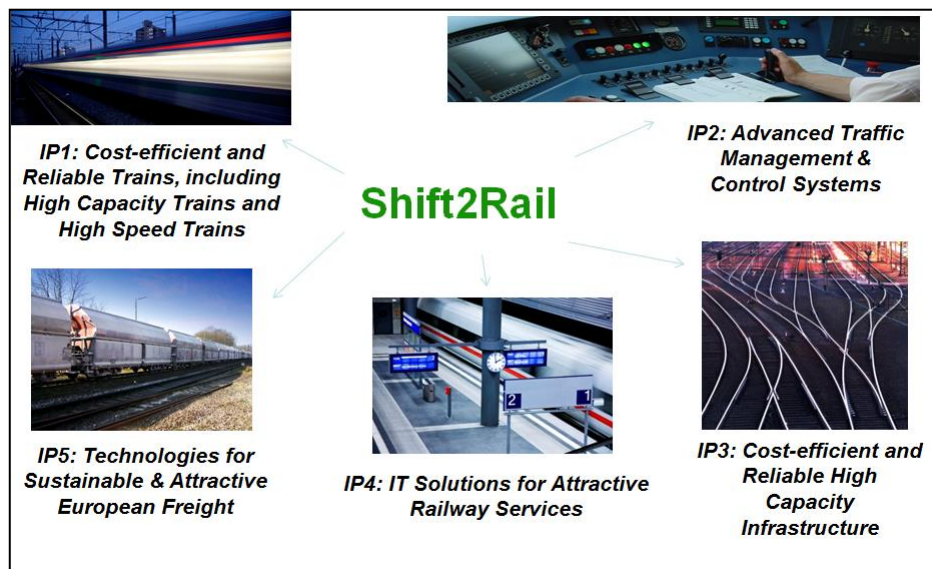 IP1: Cost-efficient and
Reliable Trains, including
High Capacity Trains and
High Speed Trains
IP2: Advanced Traffic
Management &
Control Systems
Shift2Rail
IP5: Technologies for
Sustainable & Attractive
European Freight
2
1
IP4: IT Solutions for Attractive
Railway Services
IP3: Cost-efficient and
Reliable High
Capacity
Infrastructure